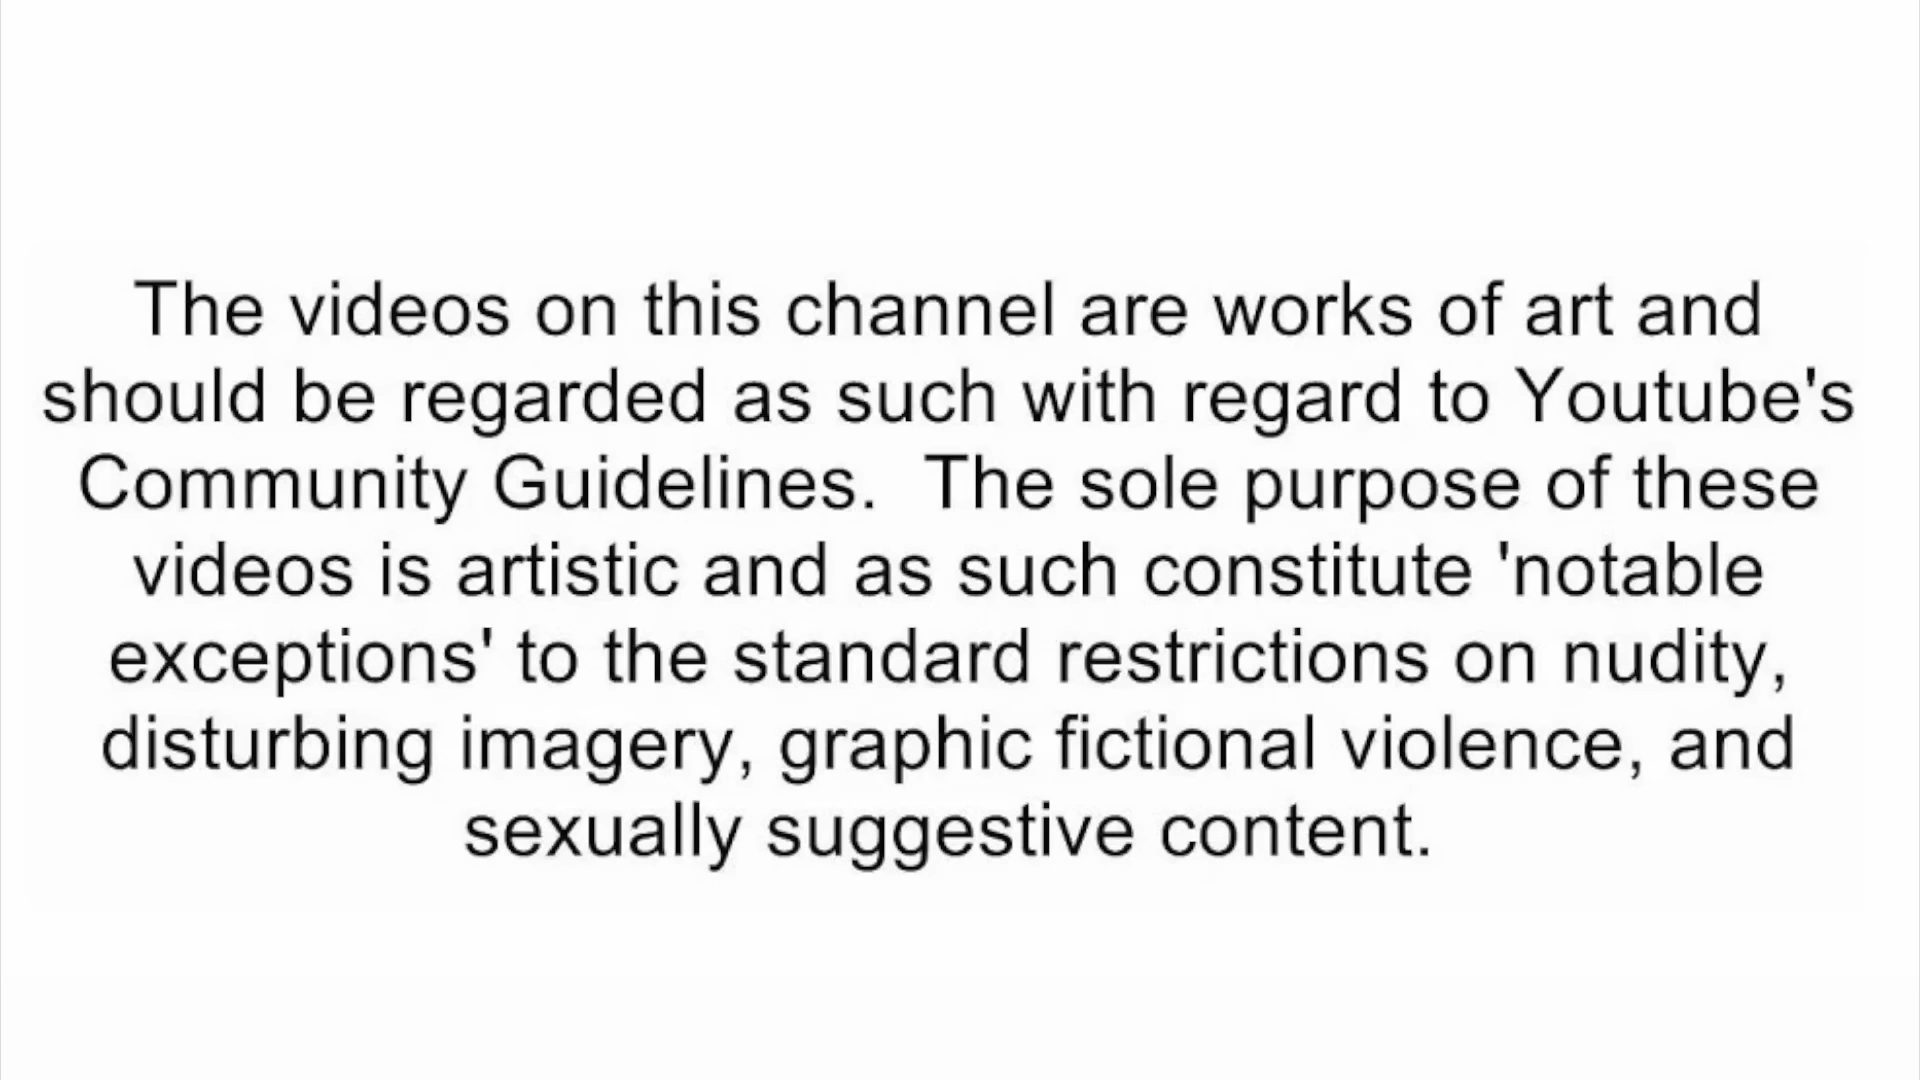 The videos on this channel are works of art and
should be regarded as such with regard to Youtube's
Community Guidelines.  The sole purpose of these
videos is artistic and as such constitute 'notable
exceptions' to the standard restrictions on nudity,
disturbing imagery, graphic fictional violence, and
sexually suggestive content.